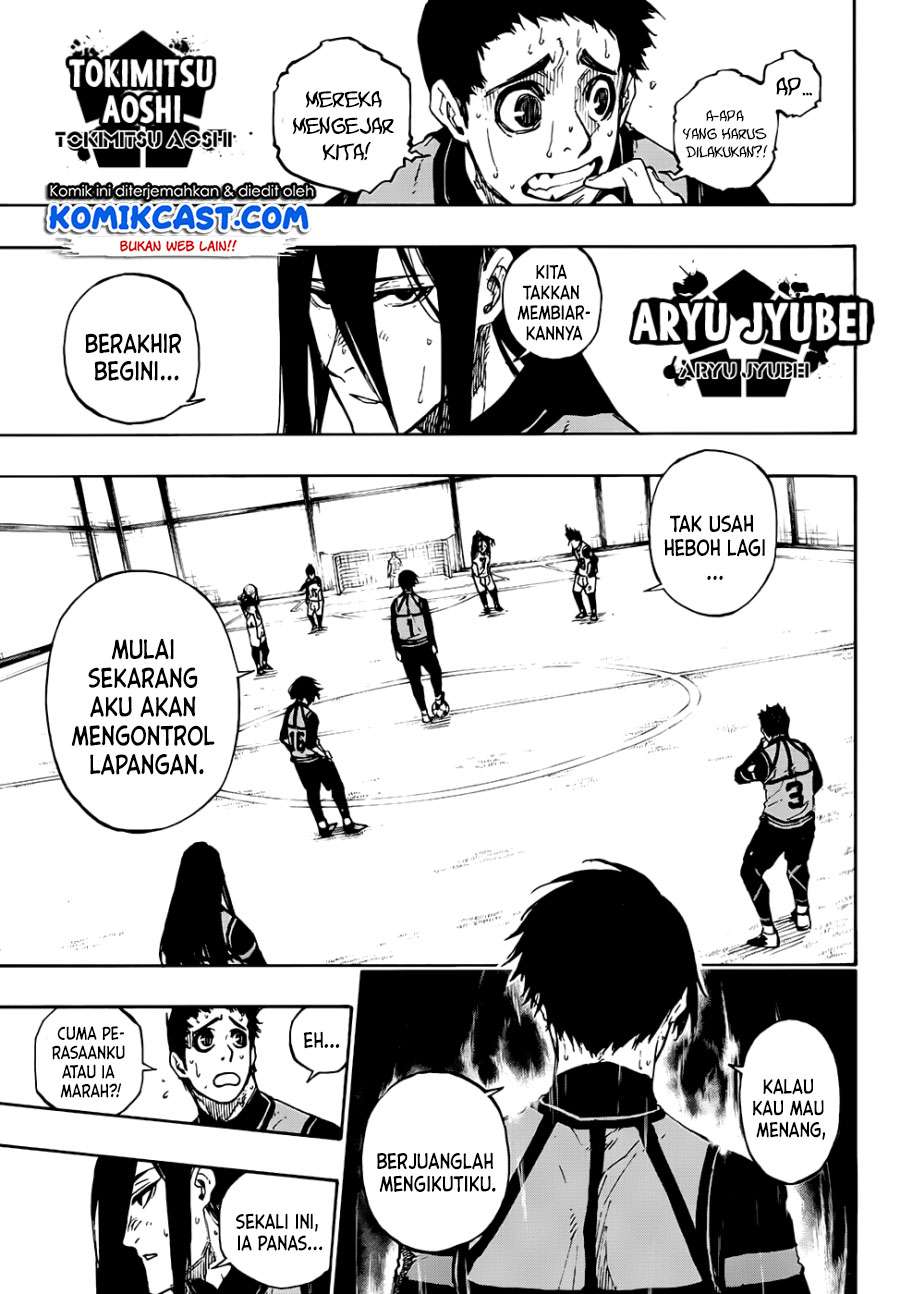 AP...
A-APA
YANG HARUS
DILAKUKAN?!
MEREKA
MENGEJAR
KITA!
TOKIMITSU
AOSHI
TOKIMITSU AOSHI
Komik ini diterjemahkan & diedit oleh
KOMIKCAST.COM
BUKAN WEB LAIN!!
ARYU JYUBEI
ARYU JYUBEI
KITA
TAKKAN
MEMBIAR-
KANNYA
BERAKHIR
BEGINI...
TAK USAH
HEBOH LAGI
...
MULAI
SEKARANG
AKU AKAN
MENGONTROL
LAPANGAN.
1
16
3
KALAU
KAU MAU
MENANG,
BERJUANGLAH
MENGIKUTIKU.
EH...
CUMA PE-
RASAANKU
ATAU IA
MARAH?!
SEKALI INI,
IA PANAS...